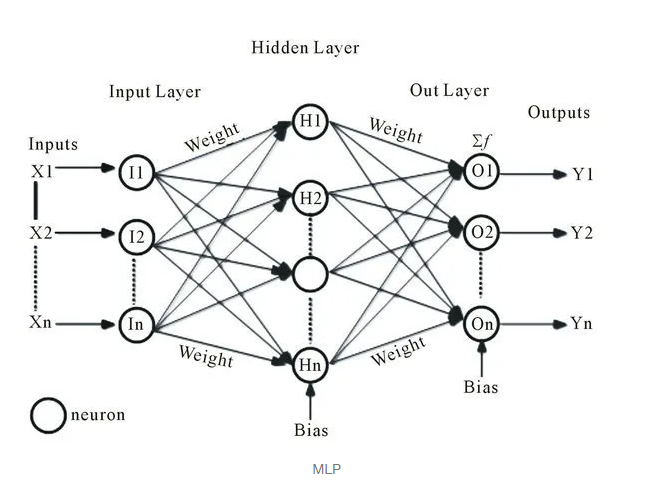 Hidden Layer
Input Layer
Out Layer
Outputs
Inputs
Weight
Weight
Σf
X1
I1
H1
O1
Y1
X2
I2
H2
O2
Y2
Xn
In
Hn
On
Yn
Weight
Weight
Bias
Bias
neuron
MLP